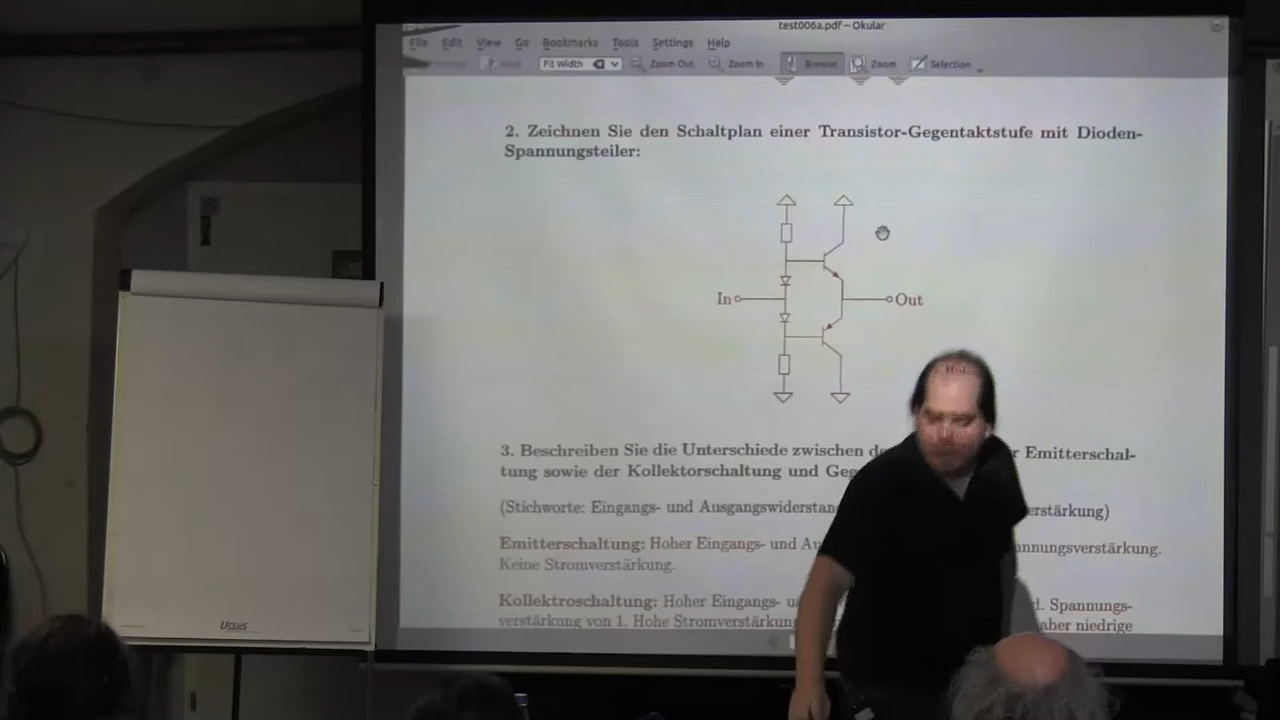 test006a.pdf – Okular
File Edit View Go Bookmarks Tools Settings Help
Fit Width Zoom Out Zoom In Browse Zoom Selection
2. Zeichnen Sie den Schaltplan einer Transistor-Gegentaktstufe mit Dioden-
Spannungsteiler:
In Out
3. Beschreiben Sie die Unterschiede zwischen de r Emitterschal-
tung sowie der Kollektorschaltung und Geg
(Stichworte: Eingangs- und Ausgangswiderstan erstärkung)
Emitterschaltung: Hoher Eingangs- und Au nnungsverstärkung.
Keine Stromverstärkung.
Kollektroschaltung: Hoher Eingangs- u d. Spannungs-
verstärkung von 1. Hohe Stromverstärkung aber niedrige
URSUS